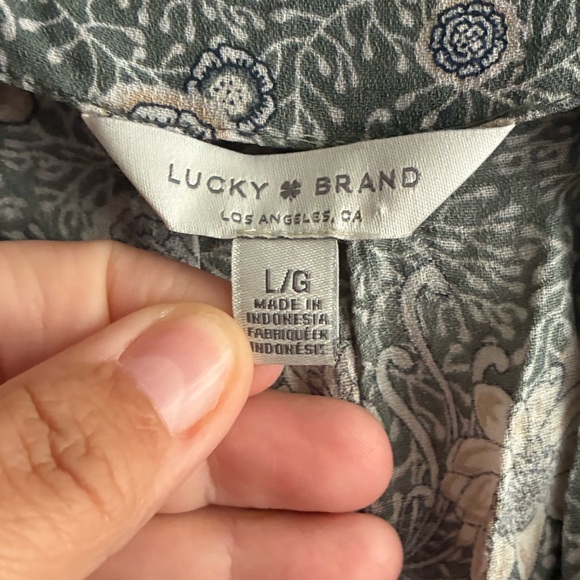 LUCKY BRAND
LOS ANGELES, CA
L/G
MADE IN
INDONESIA
FABRIQUÉ EN
INDONÉSIE